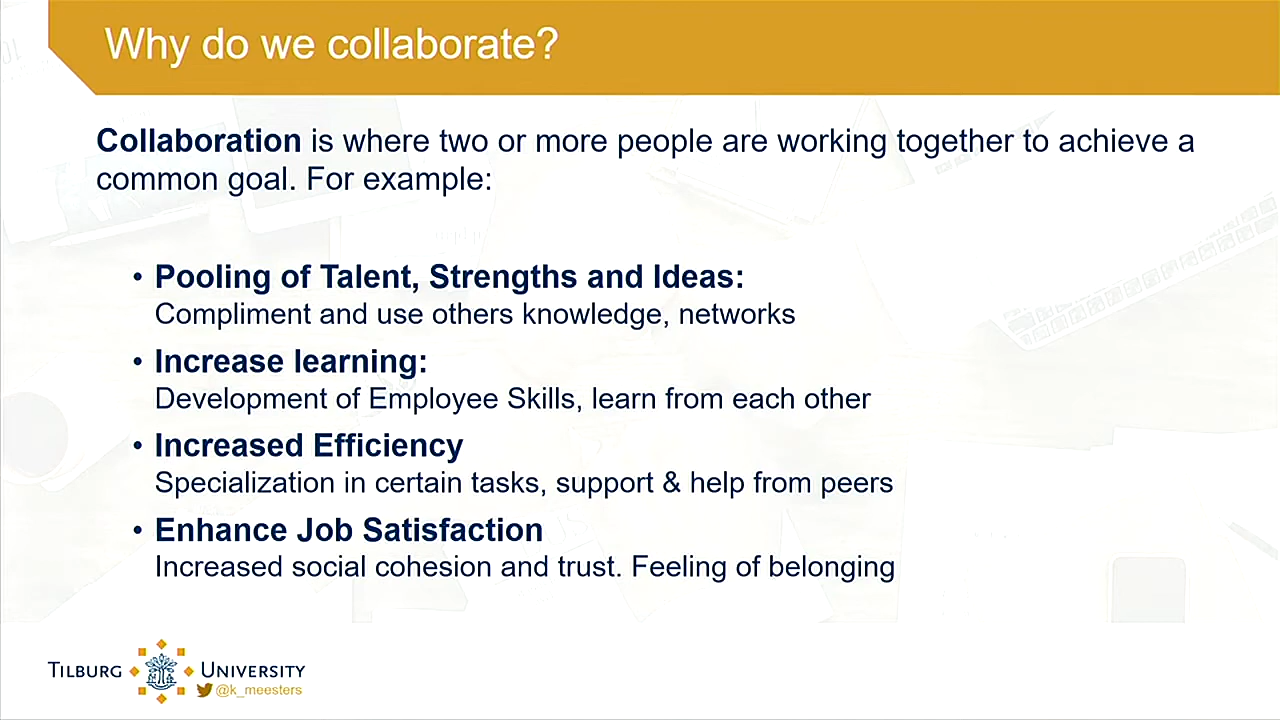 Why do we collaborate?
Collaboration is where two or more people are working together to achieve a
common goal. For example:
• Pooling of Talent, Strengths and Ideas:
Compliment and use others knowledge, networks
• Increase learning:
Development of Employee Skills, learn from each other
• Increased Efficiency
Specialization in certain tasks, support & help from peers
• Enhance Job Satisfaction
Increased social cohesion and trust. Feeling of belonging
TILBURG UNIVERSITY
@k_meesters